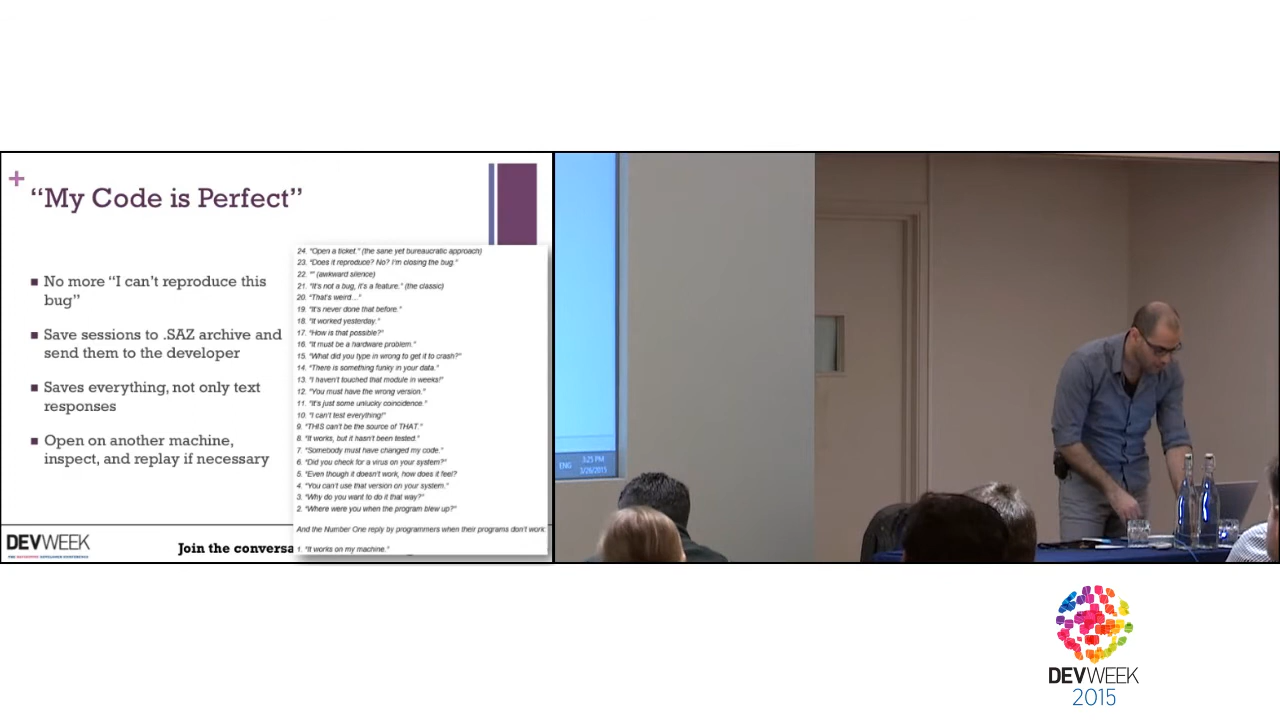 +
“My Code is Perfect”
■ No more “I can’t reproduce this
bug”
■ Save sessions to .SAZ archive and
send them to the developer
■ Saves everything, not only text
responses
■ Open on another machine,
inspect, and replay if necessary
24. "Open a ticket." (the sane yet bureaucratic approach)
23. "Does it reproduce? No? I'm closing the bug."
22. "" (awkward silence)
21. "It's not a bug, it's a feature." (the classic)
20. "That's weird..."
19. "It's never done that before."
18. "It worked yesterday."
17. "How is that possible?"
16. "It must be a hardware problem."
15. "What did you type in wrong to get it to crash?"
14. "There is something funky in your data."
13. "I haven't touched that module in weeks!"
12. "You must have the wrong version."
11. "It's just some unlucky coincidence."
10. "I can't test everything!"
9. "THIS can't be the source of THAT."
8. "It works, but it hasn't been tested."
7. "Somebody must have changed my code."
6. "Did you check for a virus on your system?"
5. "Even though it doesn't work, how does it feel?
4. "You can't use that version on your system."
3. "Why do you want to do it that way?"
2. "Where were you when the program blew up?"
And the Number One reply by programmers when their programs don't work:
1. "It works on my machine."
DEVWEEK
Join the conversa
ENG 3:25 PM
3/26/2015
DEVWEEK
2015